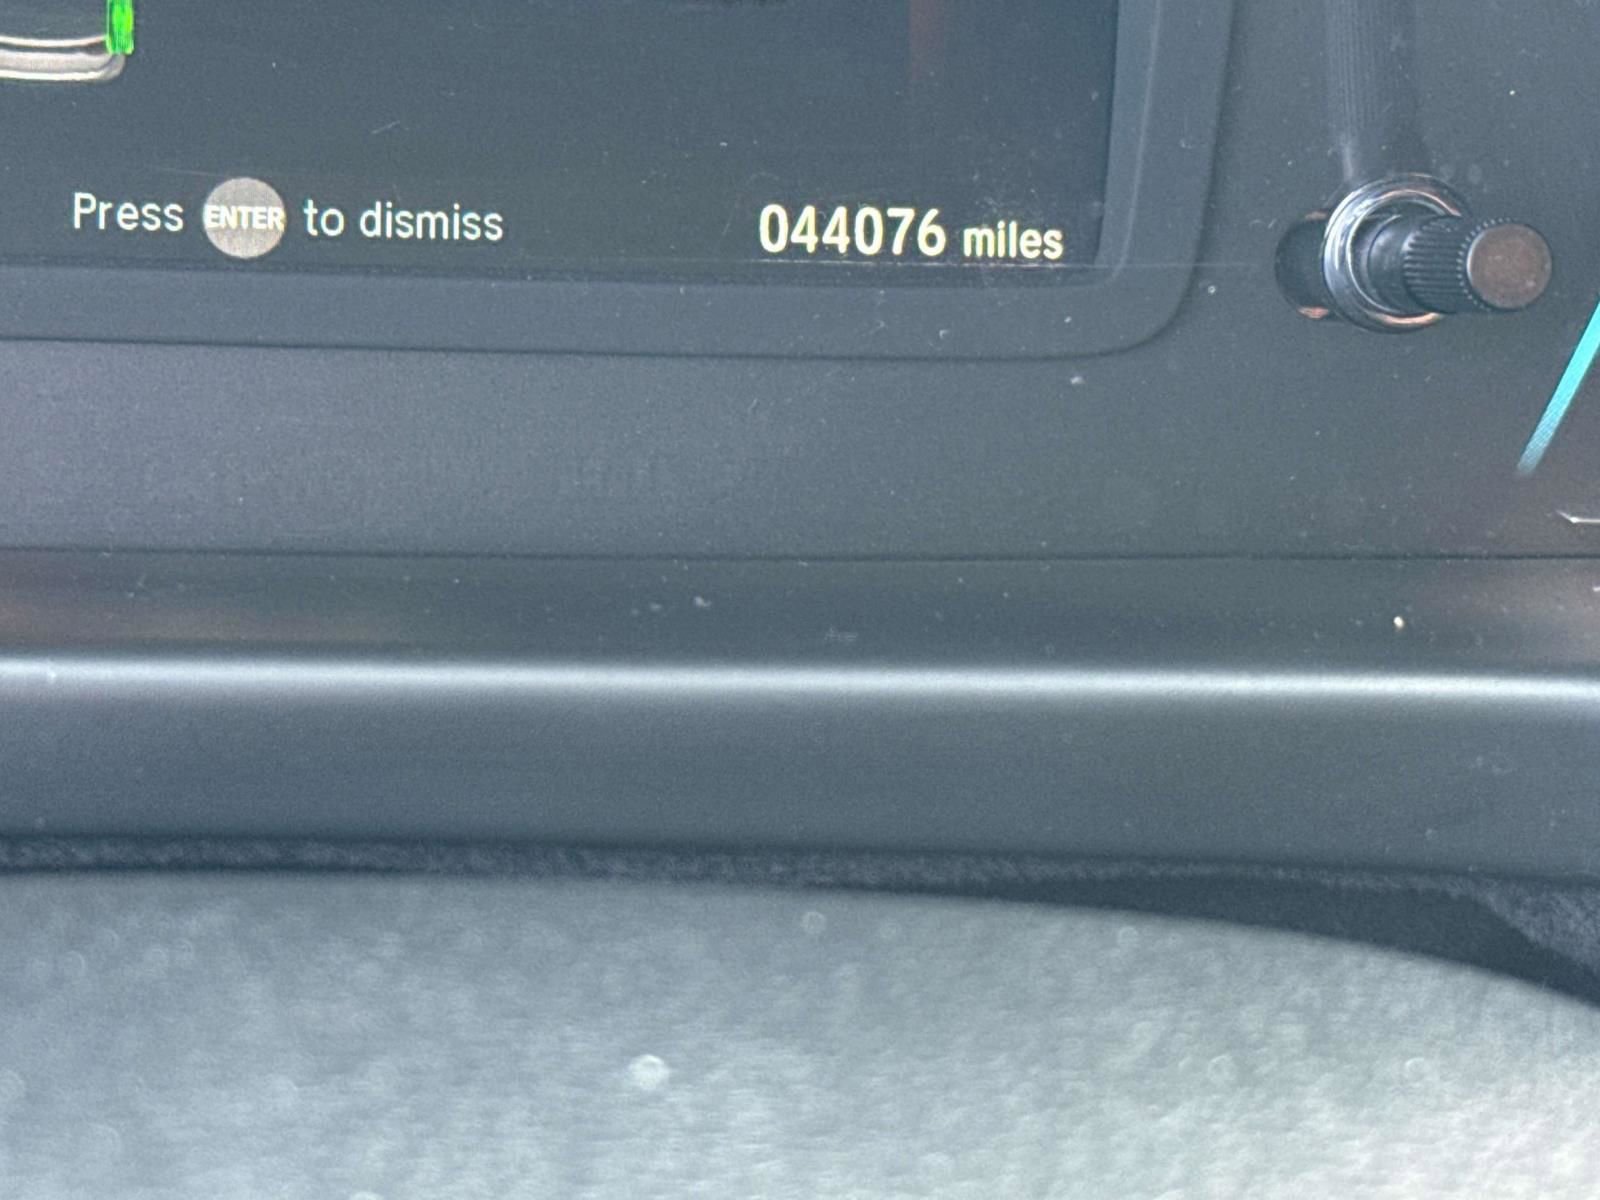 Press ENTER to dismiss
044076 miles